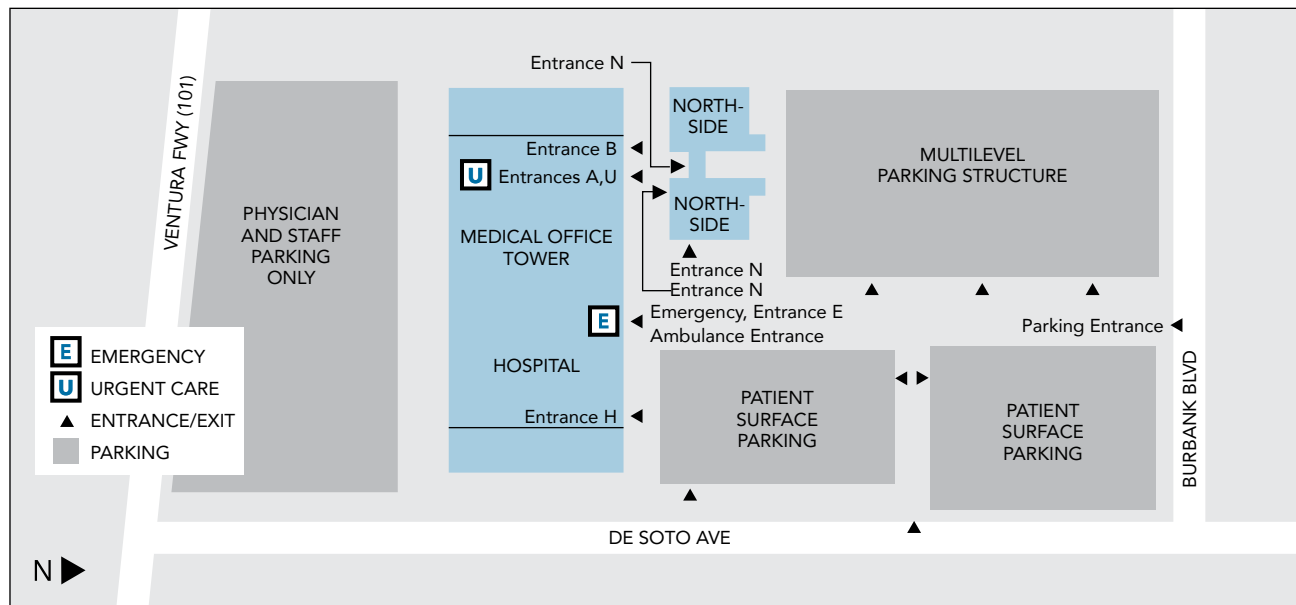 VENTURA FWY (101)
PHYSICIAN
AND STAFF
PARKING
ONLY
Entrance B
U
Entrances A,U
MEDICAL OFFICE
TOWER
E
HOSPITAL
Entrance H
Entrance N
NORTH-
SIDE
NORTH-
SIDE
Entrance N
Entrance N
Emergency, Entrance E
Ambulance Entrance
MULTILEVEL
PARKING STRUCTURE
Parking Entrance
PATIENT
SURFACE
PARKING
PATIENT
SURFACE
PARKING
BURBANK BLVD
DE SOTO AVE
E EMERGENCY
U URGENT CARE
ENTRANCE/EXIT
PARKING
N